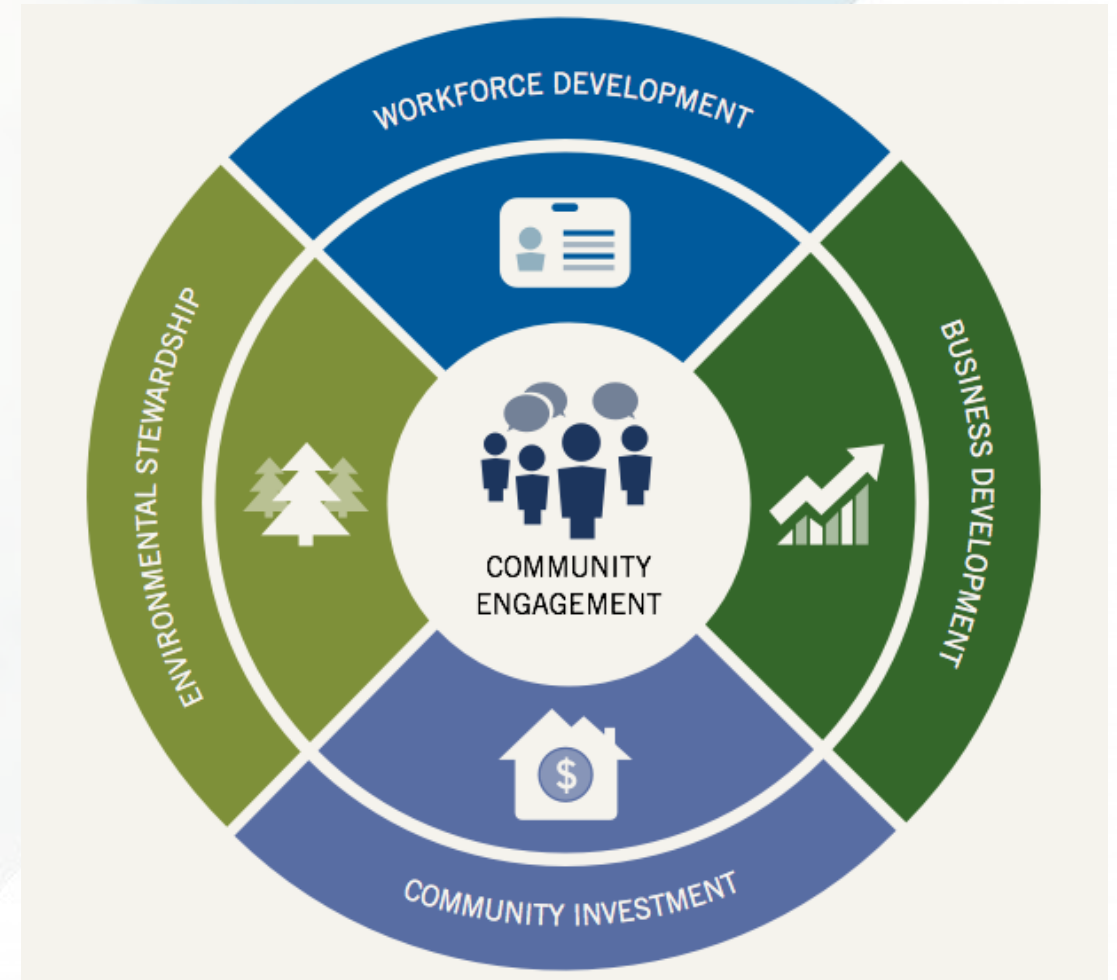 WORKFORCE DEVELOPMENT
ENVIRONMENTAL STEWARDSHIP
BUSINESS DEVELOPMENT
COMMUNITY
ENGAGEMENT
$
COMMUNITY INVESTMENT